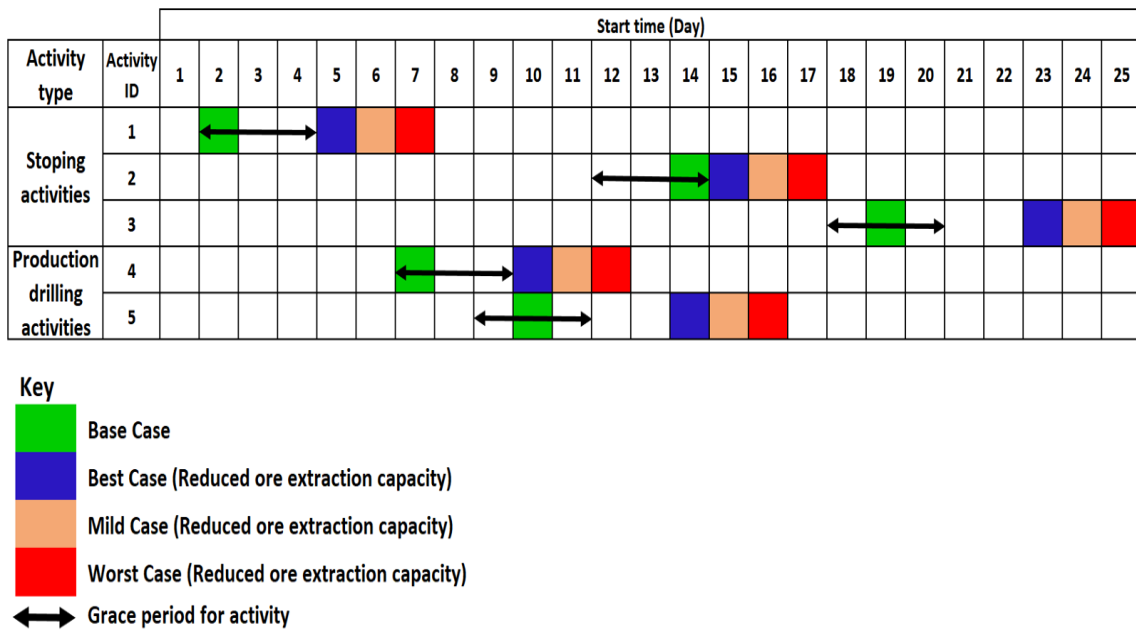 Start time (Day)
Activity type
Activity ID
1 2 3 4 5 6 7 8 9 10 11 12 13 14 15 16 17 18 19 20 21 22 23 24 25
Stoping activities
1
2
3
Production drilling activities
4
5
Key
Base Case
Best Case (Reduced ore extraction capacity)
Mild Case (Reduced ore extraction capacity)
Worst Case (Reduced ore extraction capacity)
Grace period for activity